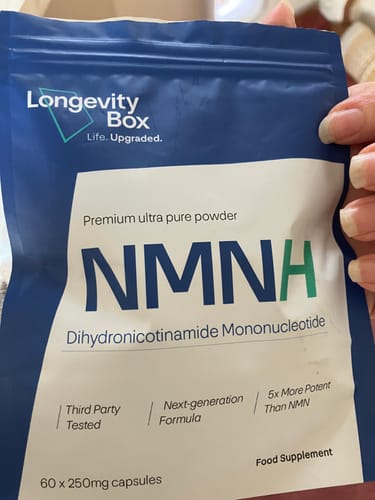 Longevity
Box
Life. Upgraded.
Premium ultra pure powder
NMNH
Dihydronicotinamide Mononucleotide
Third Party
Tested
Next-generation
Formula
5x More Potent
Than NMN
Food Supplement
60 x 250mg capsules